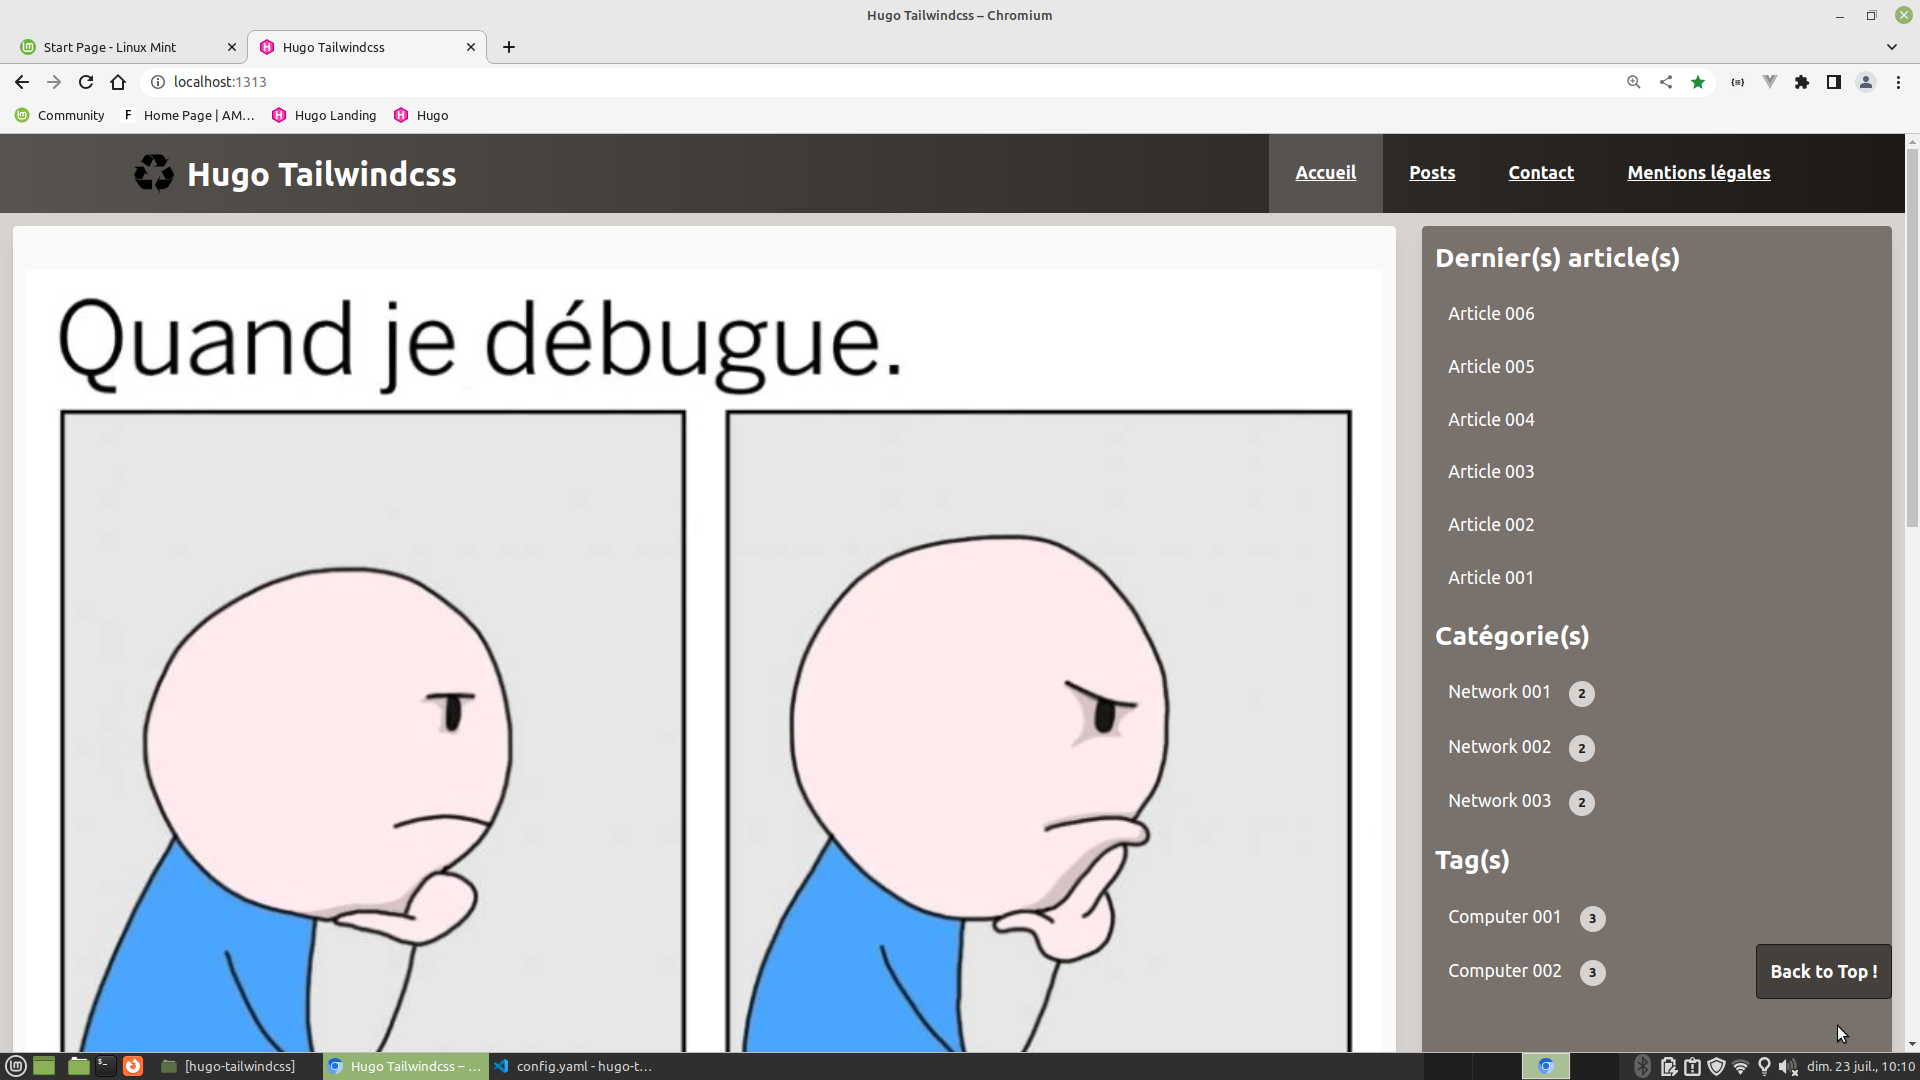 Hugo Tailwindcss – Chromium
Start Page - Linux Mint
Hugo Tailwindcss
localhost:1313
Community
F Home Page | AM...
Hugo Landing
Hugo
Hugo Tailwindcss
Accueil
Posts
Contact
Mentions légales
Quand je débugue.
Dernier(s) article(s)
Article 006
Article 005
Article 004
Article 003
Article 002
Article 001
Catégorie(s)
Network 001 2
Network 002 2
Network 003 2
Tag(s)
Computer 001 3
Computer 002 3
Back to Top !
[hugo-tailwindcss]
Hugo Tailwindcss – ...
config.yaml - hugo-t...
dim. 23 juil., 10:10